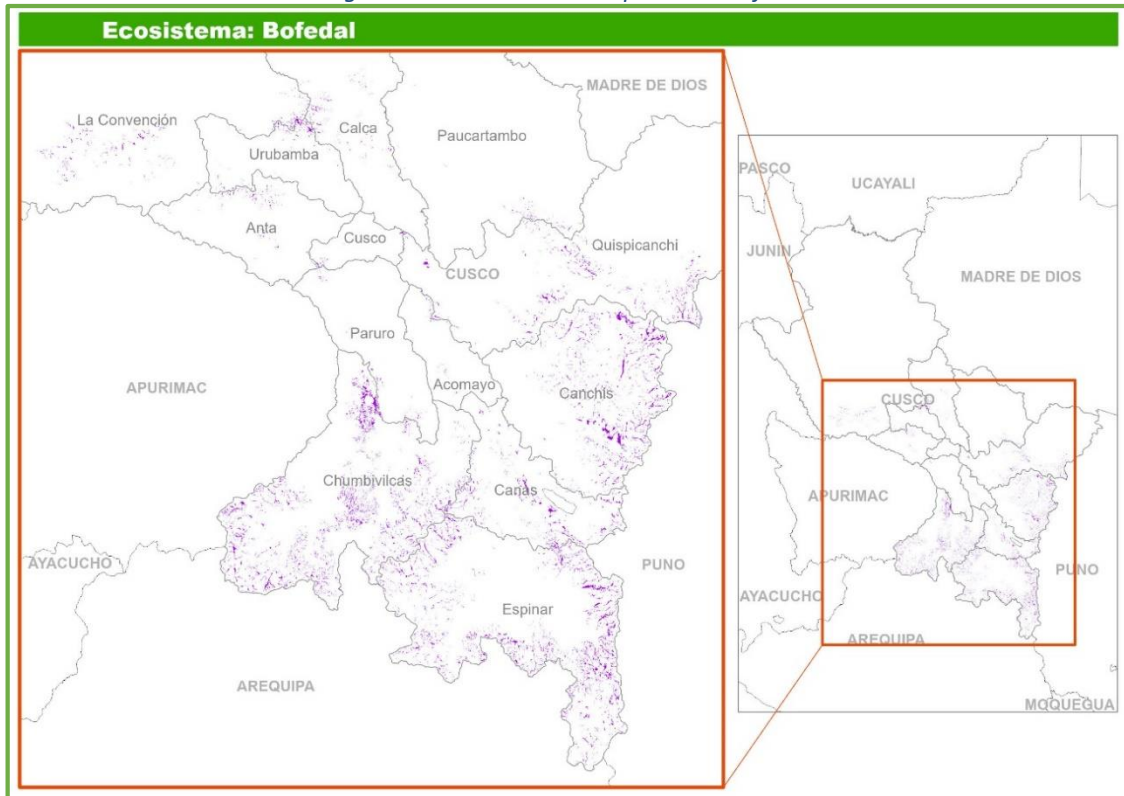 Ecosistema: Bofedal
MADRE DE DIOS
La Convención
Calca
Paucartambo
Urubamba
Anta
Cusco
Quispicanchi
CUSCO
Paruro
APURIMAC
Acomayo
Canchis
Chumbivilcas
Canas
AYACUCHO
PUNO
Espinar
AREQUIPA
PASCO
UCAYALI
JUNIN
MADRE DE DIOS
CUSCO
APURIMAC
PUNO
AYACUCHO
AREQUIPA
MOQUEGUA